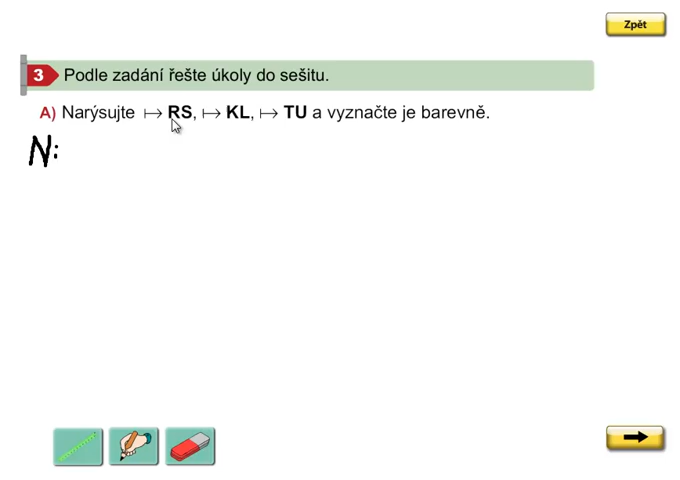 Zpět
3 Podle zadání řešte úkoly do sešitu.
A) Narýsujte ↦ RS, ↦ KL, ↦ TU a vyznačte je barevně.
N: